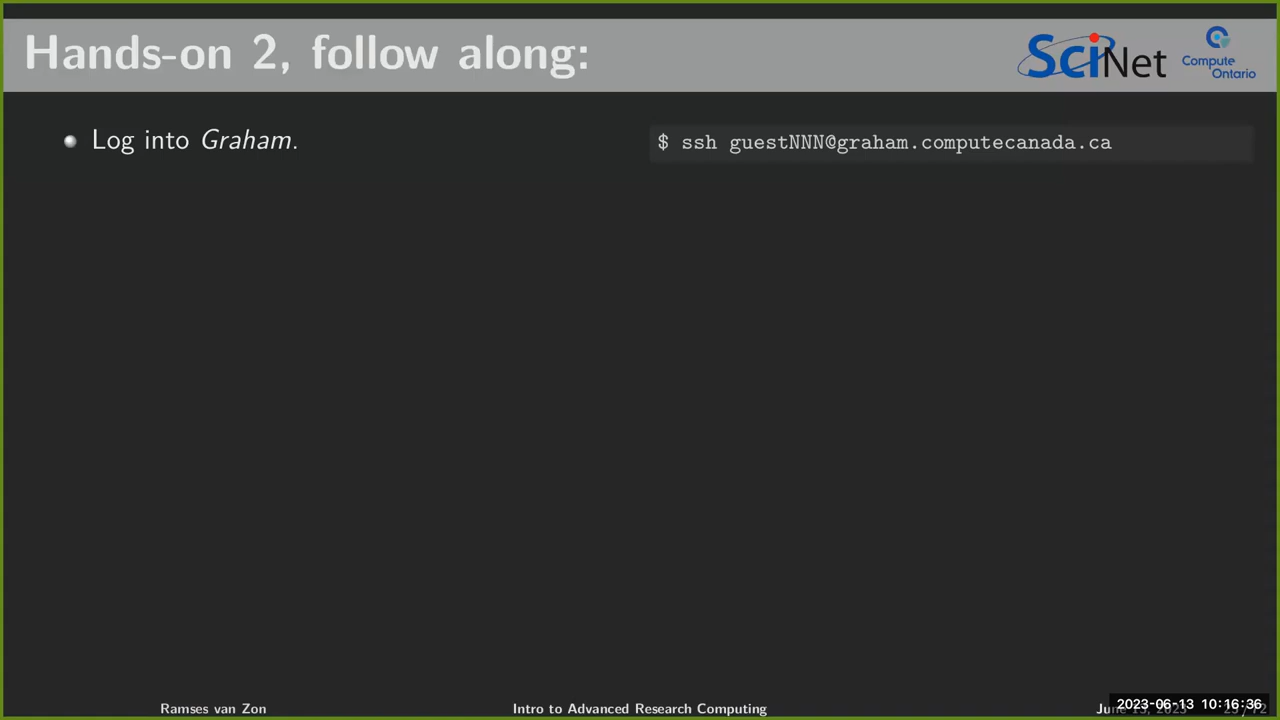 Hands-on 2, follow along:
SciNet
Compute
Ontario
Log into Graham.
$ ssh guestNNN@graham.computecanada.ca
Ramses van Zon
Intro to Advanced Research Computing
2023-06-13 10:16:36